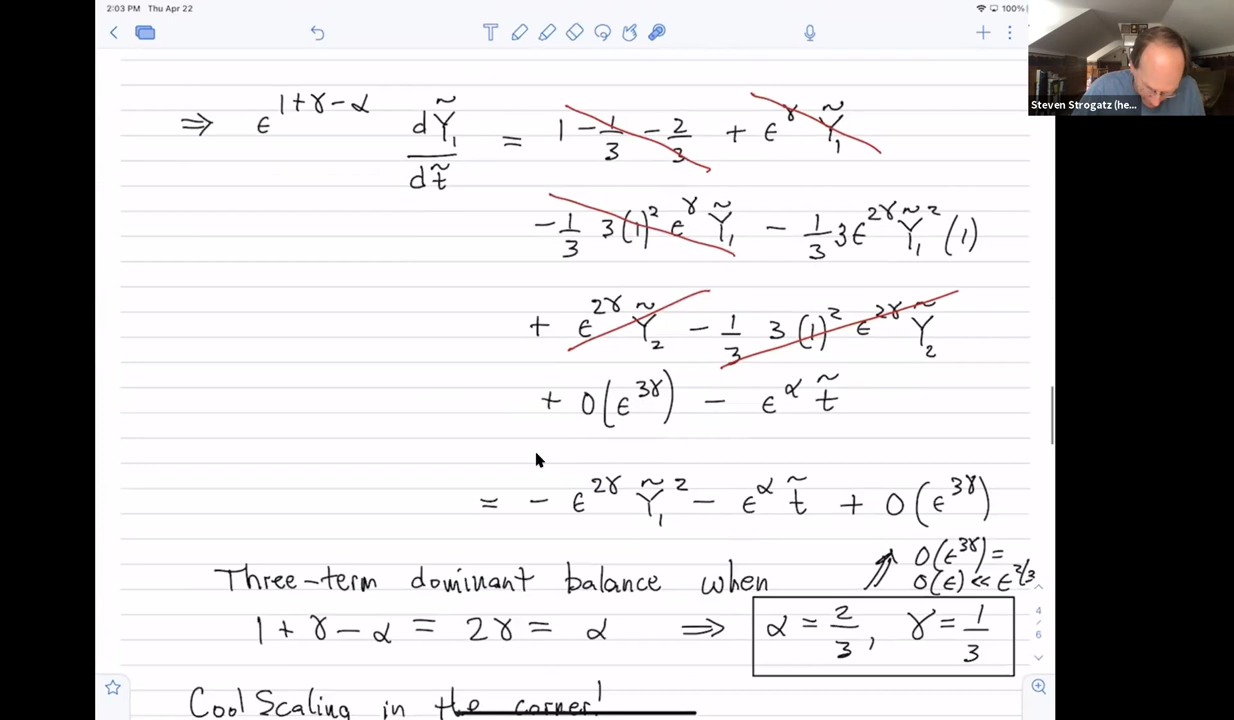 2:03 PM Thu Apr 22
100%
T
Steven Strogatz (he...
⇒ ϵ^{1+γ-α} dỸ₁/dt̃ = 1 - 1/3 - 2/3 + ϵ^γ Ỹ₁
- 1/3 3(1)² ϵ^γ Ỹ₁ - 1/3 3ϵ^{2γ} Ỹ₁² (1)
+ ϵ^{2γ} Ỹ₂ - 1/3 3(1)² ϵ^{2γ} Ỹ₂
+ O(ϵ^{3γ}) - ϵ^α t̃
= - ϵ^{2γ} Ỹ₁² - ϵ^α t̃ + O(ϵ^{3γ})
⇑ O(ϵ^{3γ}) =
O(ϵ) << ϵ^{2/3}
Three-term dominant balance when
1 + γ - α = 2γ = α ⇒ α = 2/3, γ = 1/3
Cool Scaling in the corner!
4
/
6